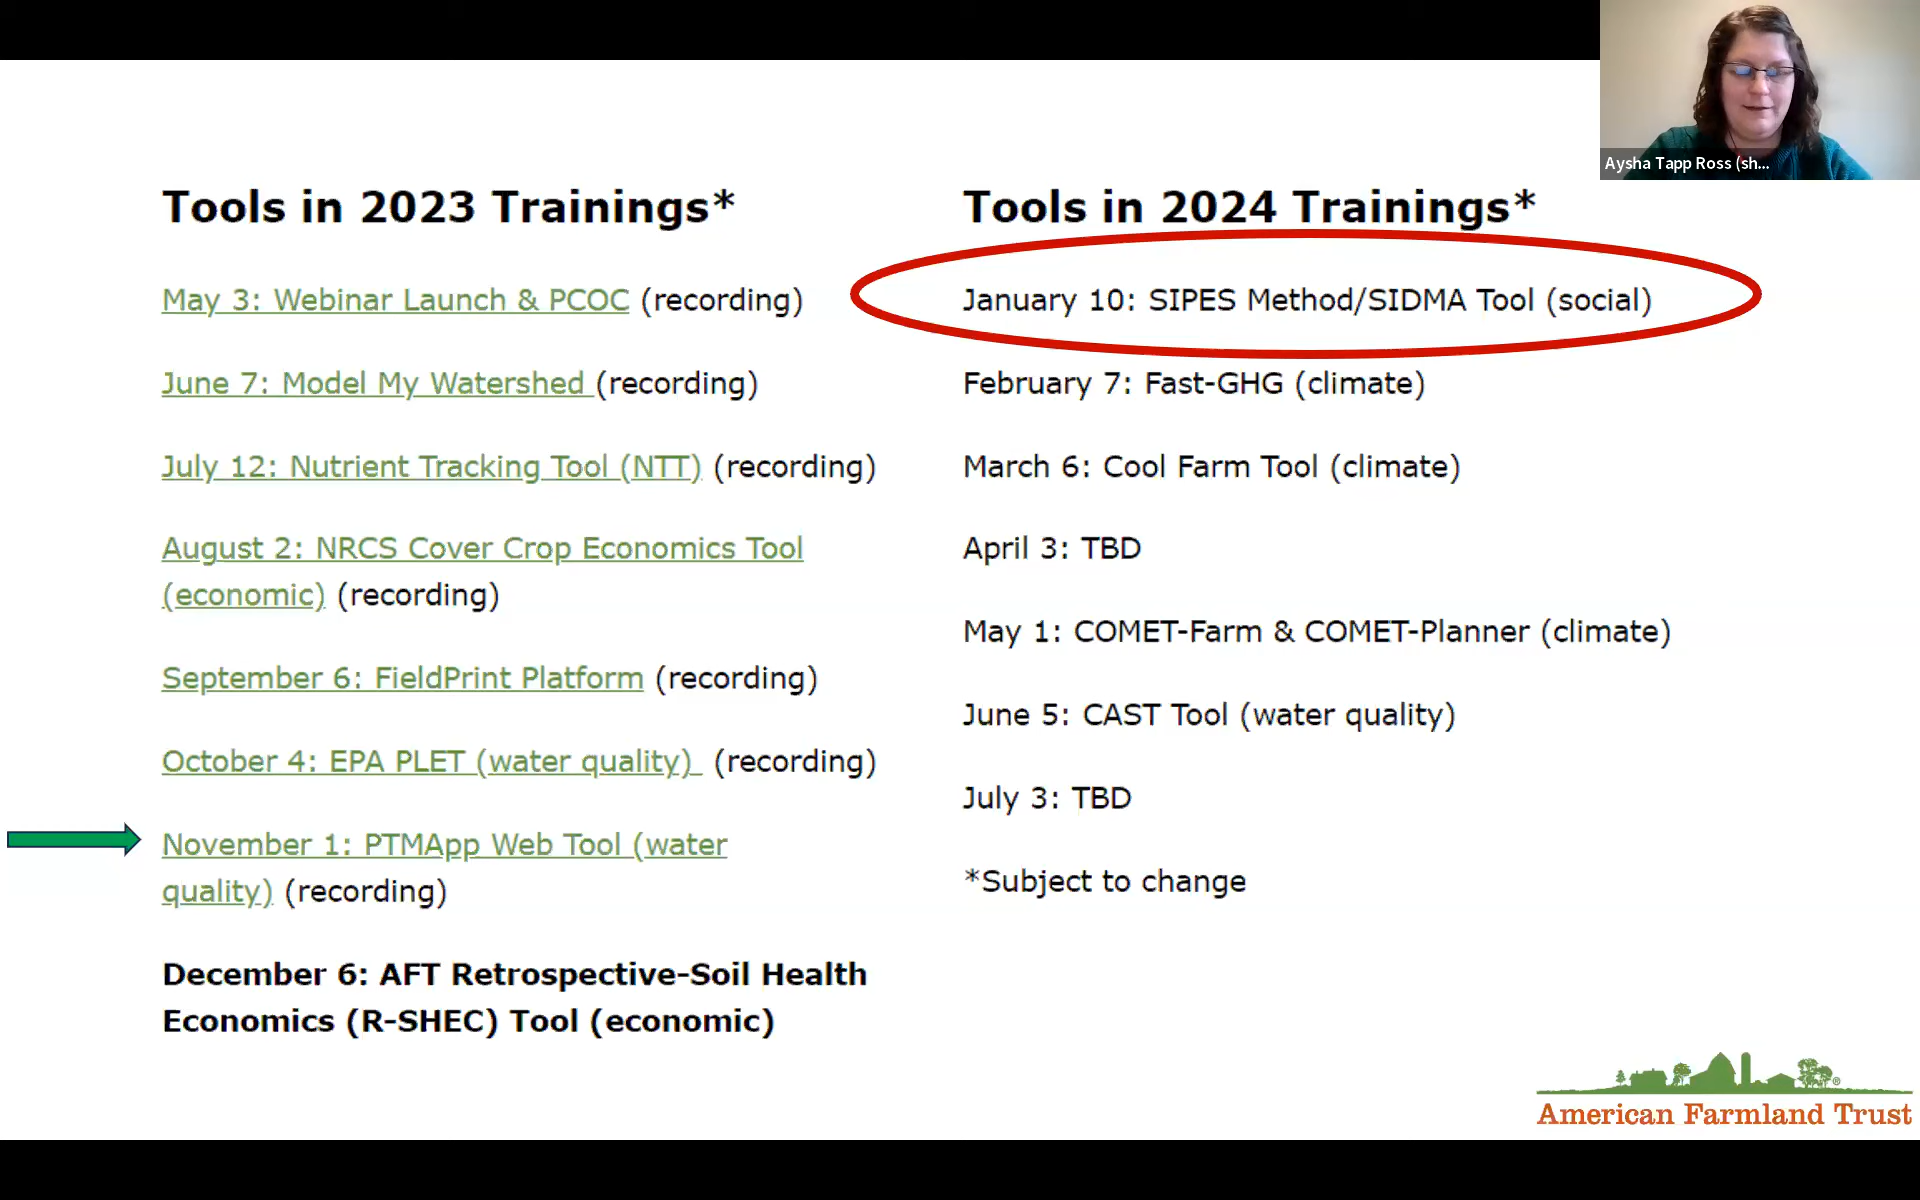 Aysha Tapp Ross (sh...
Tools in 2023 Trainings*
May 3: Webinar Launch & PCOC (recording)
June 7: Model My Watershed (recording)
July 12: Nutrient Tracking Tool (NTT) (recording)
August 2: NRCS Cover Crop Economics Tool
(economic) (recording)
September 6: FieldPrint Platform (recording)
October 4: EPA PLET (water quality) (recording)
November 1: PTMApp Web Tool (water
quality) (recording)
December 6: AFT Retrospective-Soil Health
Economics (R-SHEC) Tool (economic)
Tools in 2024 Trainings*
January 10: SIPES Method/SIDMA Tool (social)
February 7: Fast-GHG (climate)
March 6: Cool Farm Tool (climate)
April 3: TBD
May 1: COMET-Farm & COMET-Planner (climate)
June 5: CAST Tool (water quality)
July 3: TBD
*Subject to change
American Farmland Trust